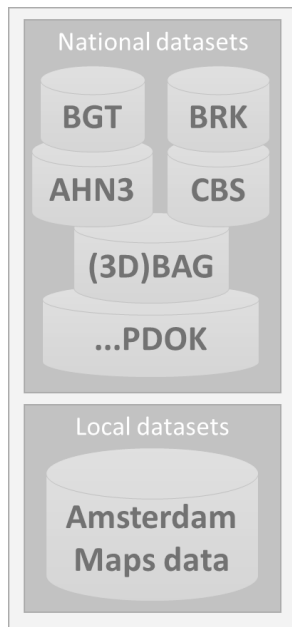 National datasets
BGT BRK
AHN3 CBS
(3D)BAG
...PDOK
Local datasets
Amsterdam
Maps data